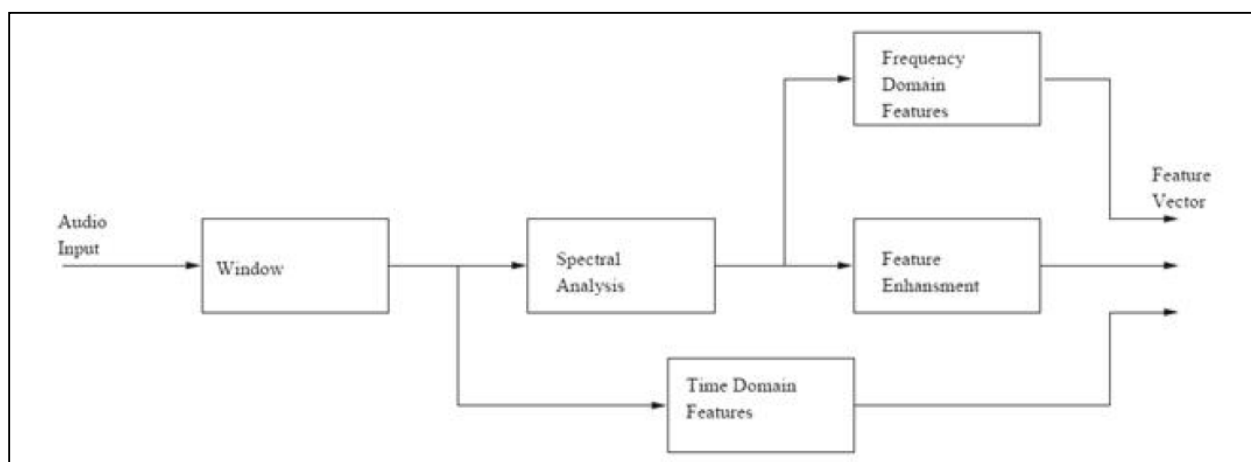 Audio
Input
Window
Spectral
Analysis
Frequency
Domain
Features
Feature
Enhansment
Time Domain
Features
Feature
Vector